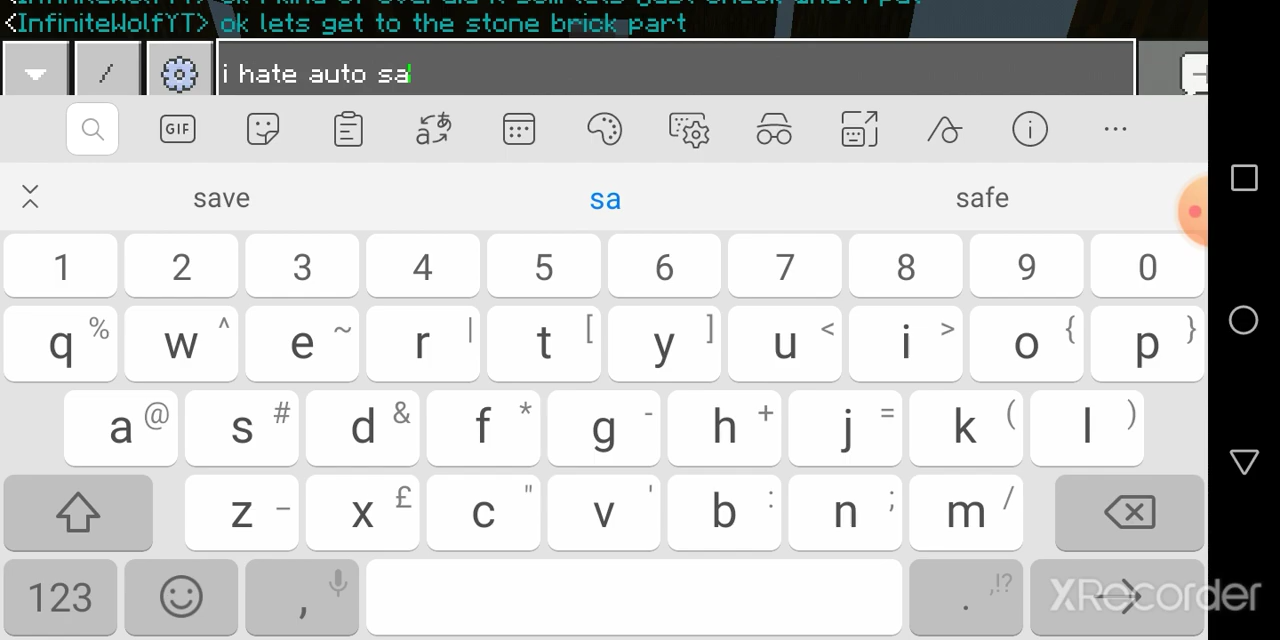 <InfiniteWolfYT> ok lets get to the stone brick part
/ i hate auto sa
GIF
save sa safe
1 2 3 4 5 6 7 8 9 0
q % w ^ e ~ r | t [ y ] u < i > o { p }
a @ s # d & f * g - h + j = k ( l )
z _ x £ c " v ' b : n ; m /
123 , . ,!?
XRecorder